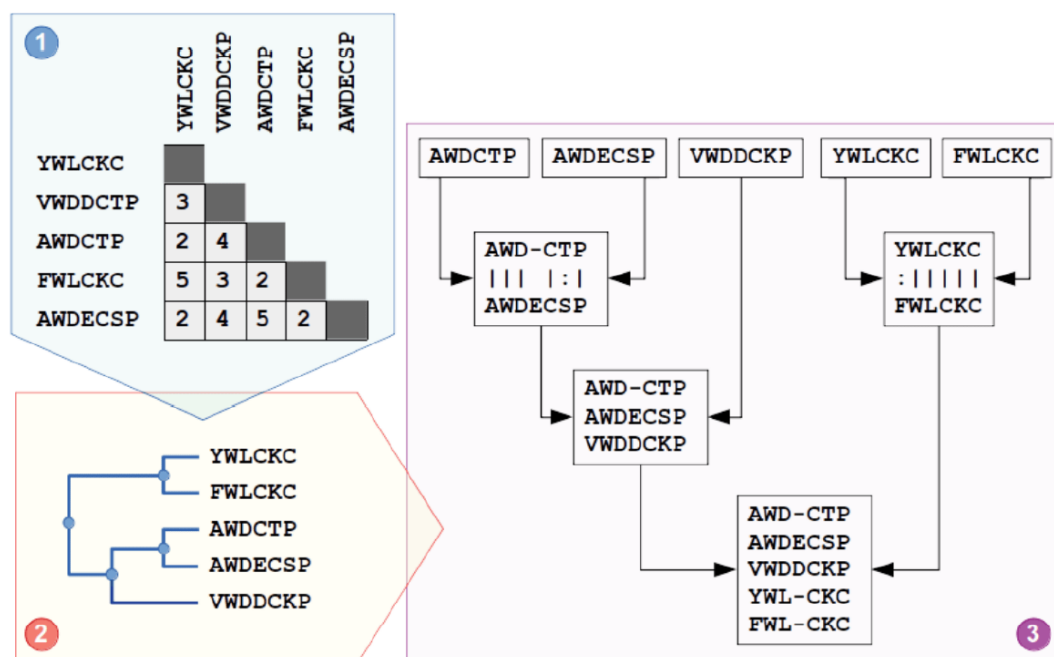 1
YWLCKC VWDDCKP AWDCTP FWLCKC AWDECSP
YWLCKC
VWDDCTP 3
AWDCTP 2 4
FWLCKC 5 3 2
AWDECSP 2 4 5 2
2
YWLCKC
FWLCKC
AWDCTP
AWDECSP
VWDDCKP
3
AWDCTP AWDECSP VWDDCKP YWLCKC FWLCKC
AWD-CTP
||| |:|
AWDECSP
YWLCKC
:|||||
FWLCKC
AWD-CTP
AWDECSP
VWDDCKP
AWD-CTP
AWDECSP
VWDDCKP
YWL-CKC
FWL-CKC